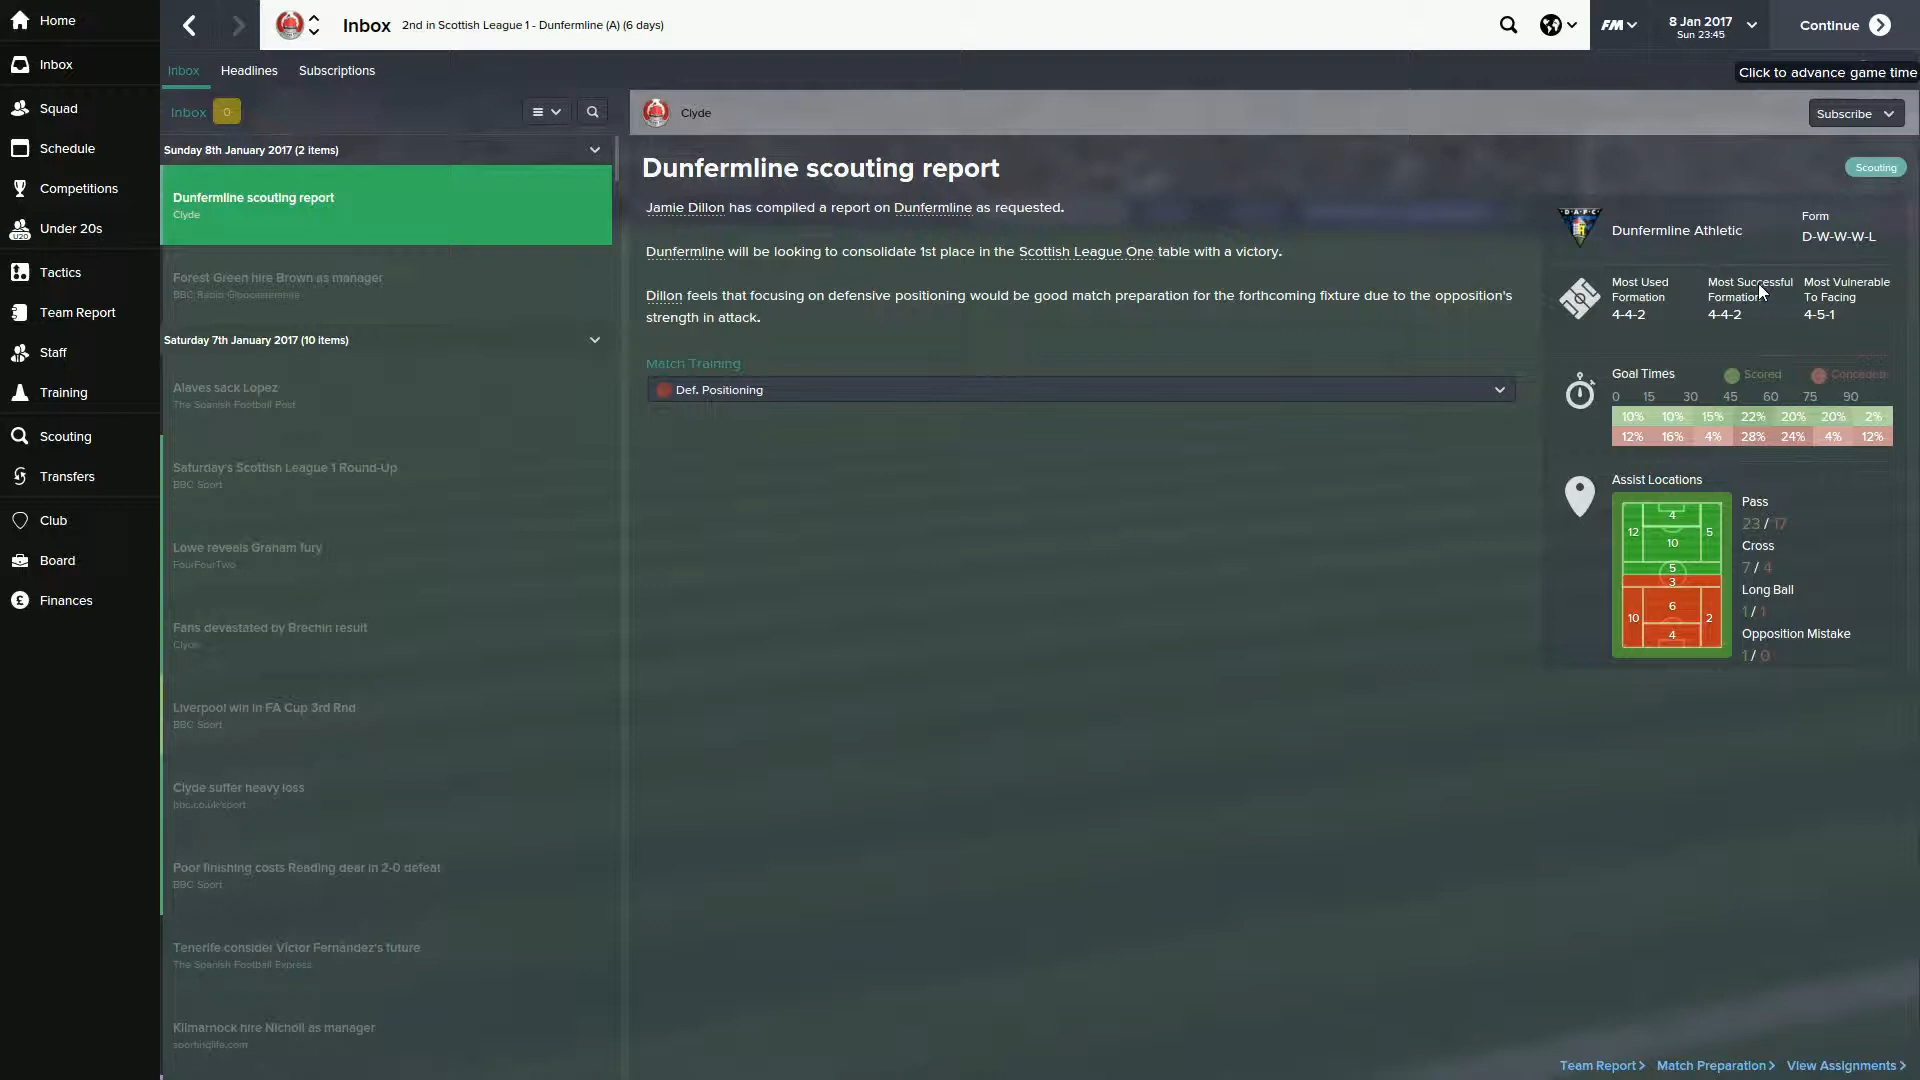 Home
Inbox
Squad
Schedule
Competitions
U20 Under 20s
Tactics
Team Report
Staff
Training
Scouting
Transfers
Club
Board
Finances
Inbox 2nd in Scottish League 1 - Dunfermline (A) (6 days)
FM
8 Jan 2017
Sun 23:45
Continue
Click to advance game time
Inbox Headlines Subscriptions
Inbox 0
Sunday 8th January 2017 (2 items)
Dunfermline scouting report
Clyde
Forest Green hire Brown as manager
BBC Radio Gloucestershire
Saturday 7th January 2017 (10 items)
Alaves sack Lopez
The Spanish Football Post
Saturday's Scottish League 1 Round-Up
BBC Sport
Lowe reveals Graham fury
FourFourTwo
Fans devastated by Brechin result
Clyde
Liverpool win in FA Cup 3rd Rnd
BBC Sport
Clyde suffer heavy loss
bbc.co.uk/sport
Poor finishing costs Reading dear in 2-0 defeat
BBC Sport
Tenerife consider Víctor Fernández's future
The Spanish Football Express
Kilmarnock hire Nicholl as manager
sportinglife.com
Clyde
Subscribe
Dunfermline scouting report
Scouting
Jamie Dillon has compiled a report on Dunfermline as requested.
Dunfermline will be looking to consolidate 1st place in the Scottish League One table with a victory.
Dillon feels that focusing on defensive positioning would be good match preparation for the forthcoming fixture due to the opposition's
strength in attack.
Match Training
Def. Positioning
D.A.F.C.
Dunfermline Athletic
Form
D-W-W-W-L
Most Used Formation
4-4-2
Most Successful Formation
4-4-2
Most Vulnerable To Facing
4-5-1
Goal Times Scored Conceded
0 15 30 45 60 75 90
10% 10% 15% 22% 20% 20% 2%
12% 16% 4% 28% 24% 4% 12%
Assist Locations
4
12 5
10
5
3
6
10 2
4
Pass
23 / 17
Cross
7 / 4
Long Ball
1 / 1
Opposition Mistake
1 / 0
Team Report Match Preparation View Assignments